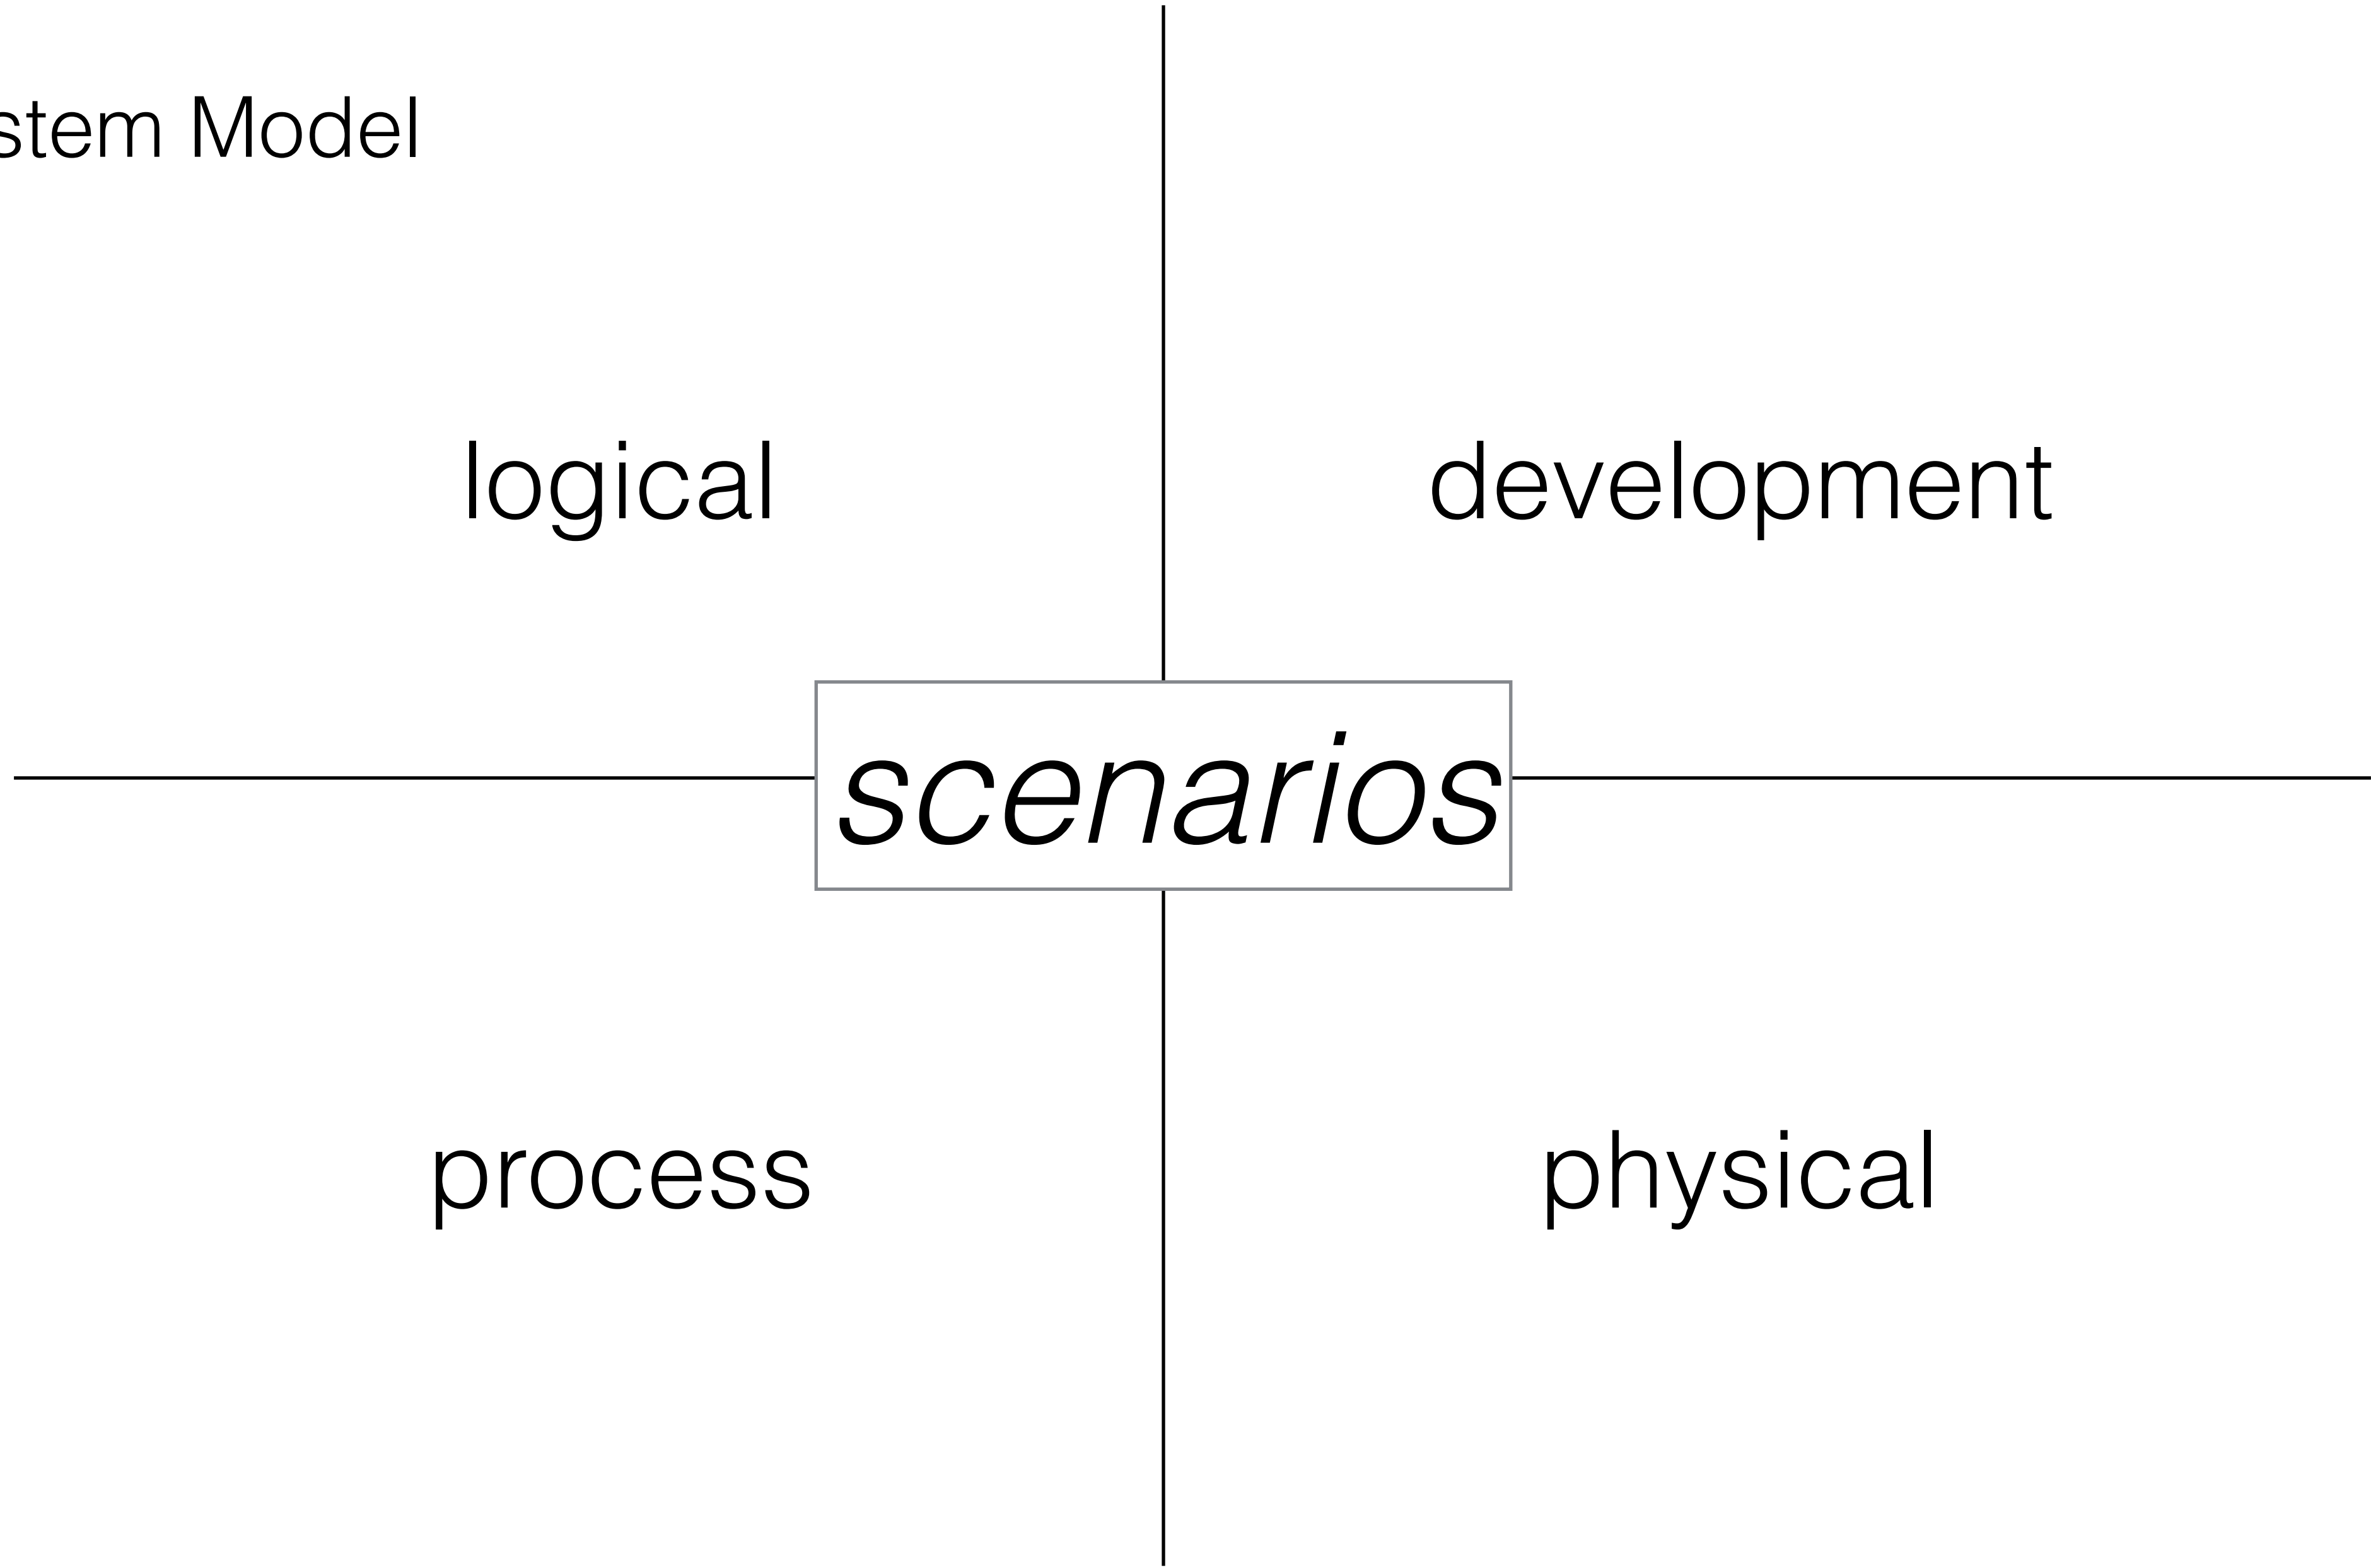 stem Model
logical
development
scenarios
process
physical